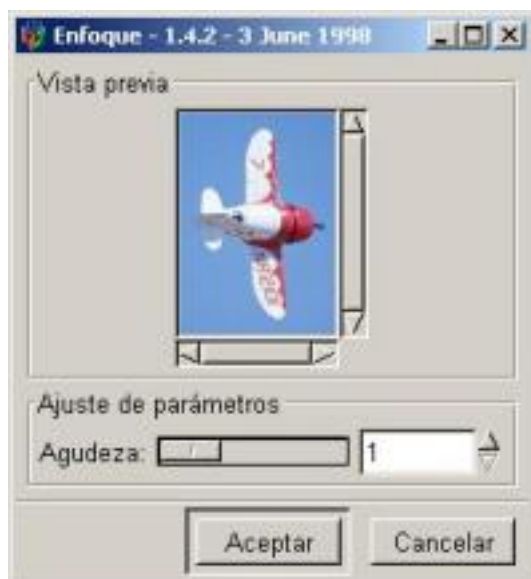 Enfoque - 1.4.2 - 3 June 1998
Vista previa
Ajuste de parámetros
Agudeza: 1
Aceptar Cancelar